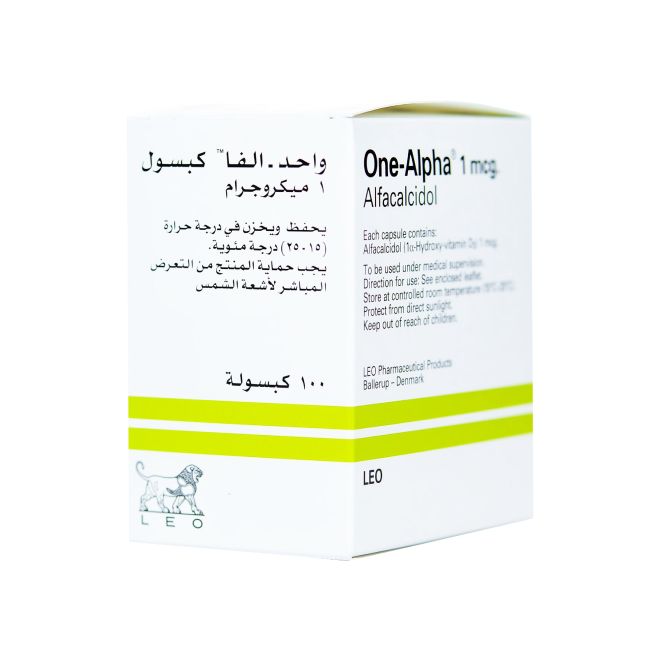 واحد-الفا™ كبسول
١ ميكروجرام
يحفظ ويخزن في درجة حرارة
(١٥-٢٥) درجة مئوية.
يجب حماية المنتج من التعرض
المباشر لأشعة الشمس
١٠٠ كبسولة
LEO
One-Alpha® 1 mcg.
Alfacalcidol
Each capsule contains:
Alfacalcidol (1α-Hydroxy-vitamin D₃) 1 mcg.
To be used under medical supervision.
Direction for use: See enclosed leaflet.
Store at controlled room temperature (15°C-25°C).
Protect from direct sunlight.
Keep out of reach of children.
LEO Pharmaceutical Products
Ballerup - Denmark
LEO